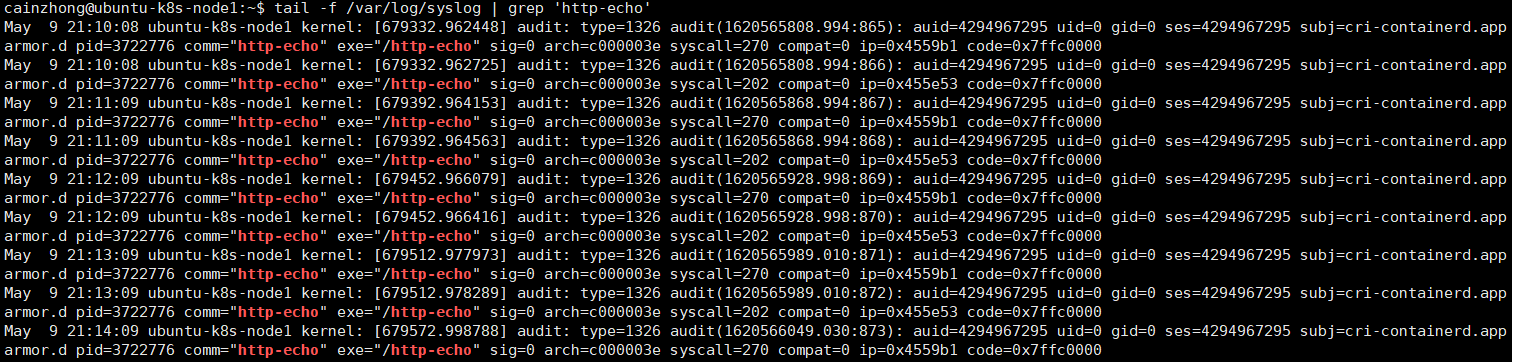 cainzhong@ubuntu-k8s-node1:~$ tail -f /var/log/syslog | grep 'http-echo'
May  9 21:10:08 ubuntu-k8s-node1 kernel: [679332.962448] audit: type=1326 audit(1620565808.994:865): auid=4294967295 uid=0 gid=0 ses=4294967295 subj=cri-containerd.app
armor.d pid=3722776 comm="http-echo" exe="/http-echo" sig=0 arch=c000003e syscall=270 compat=0 ip=0x4559b1 code=0x7ffc0000
May  9 21:10:08 ubuntu-k8s-node1 kernel: [679332.962725] audit: type=1326 audit(1620565808.994:866): auid=4294967295 uid=0 gid=0 ses=4294967295 subj=cri-containerd.app
armor.d pid=3722776 comm="http-echo" exe="/http-echo" sig=0 arch=c000003e syscall=202 compat=0 ip=0x455e53 code=0x7ffc0000
May  9 21:11:09 ubuntu-k8s-node1 kernel: [679392.964153] audit: type=1326 audit(1620565868.994:867): auid=4294967295 uid=0 gid=0 ses=4294967295 subj=cri-containerd.app
armor.d pid=3722776 comm="http-echo" exe="/http-echo" sig=0 arch=c000003e syscall=270 compat=0 ip=0x4559b1 code=0x7ffc0000
May  9 21:11:09 ubuntu-k8s-node1 kernel: [679392.964563] audit: type=1326 audit(1620565868.994:868): auid=4294967295 uid=0 gid=0 ses=4294967295 subj=cri-containerd.app
armor.d pid=3722776 comm="http-echo" exe="/http-echo" sig=0 arch=c000003e syscall=202 compat=0 ip=0x455e53 code=0x7ffc0000
May  9 21:12:09 ubuntu-k8s-node1 kernel: [679452.966079] audit: type=1326 audit(1620565928.998:869): auid=4294967295 uid=0 gid=0 ses=4294967295 subj=cri-containerd.app
armor.d pid=3722776 comm="http-echo" exe="/http-echo" sig=0 arch=c000003e syscall=270 compat=0 ip=0x4559b1 code=0x7ffc0000
May  9 21:12:09 ubuntu-k8s-node1 kernel: [679452.966416] audit: type=1326 audit(1620565928.998:870): auid=4294967295 uid=0 gid=0 ses=4294967295 subj=cri-containerd.app
armor.d pid=3722776 comm="http-echo" exe="/http-echo" sig=0 arch=c000003e syscall=202 compat=0 ip=0x455e53 code=0x7ffc0000
May  9 21:13:09 ubuntu-k8s-node1 kernel: [679512.977973] audit: type=1326 audit(1620565989.010:871): auid=4294967295 uid=0 gid=0 ses=4294967295 subj=cri-containerd.app
armor.d pid=3722776 comm="http-echo" exe="/http-echo" sig=0 arch=c000003e syscall=270 compat=0 ip=0x4559b1 code=0x7ffc0000
May  9 21:13:09 ubuntu-k8s-node1 kernel: [679512.978289] audit: type=1326 audit(1620565989.010:872): auid=4294967295 uid=0 gid=0 ses=4294967295 subj=cri-containerd.app
armor.d pid=3722776 comm="http-echo" exe="/http-echo" sig=0 arch=c000003e syscall=202 compat=0 ip=0x455e53 code=0x7ffc0000
May  9 21:14:09 ubuntu-k8s-node1 kernel: [679572.998788] audit: type=1326 audit(1620566049.030:873): auid=4294967295 uid=0 gid=0 ses=4294967295 subj=cri-containerd.app
armor.d pid=3722776 comm="http-echo" exe="/http-echo" sig=0 arch=c000003e syscall=270 compat=0 ip=0x4559b1 code=0x7ffc0000